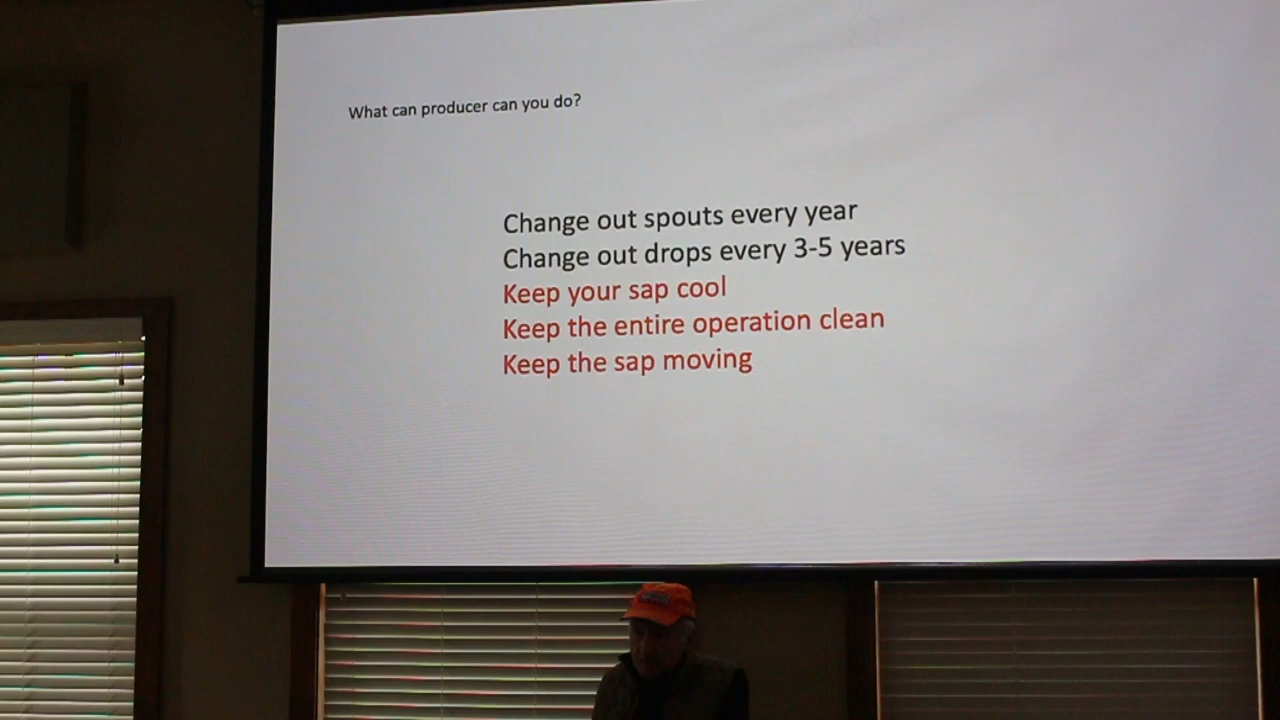 What can producer can you do?
Change out spouts every year
Change out drops every 3-5 years
Keep your sap cool
Keep the entire operation clean
Keep the sap moving